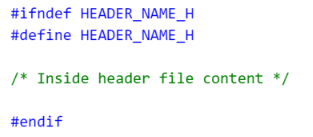 #ifndef HEADER_NAME_H
#define HEADER_NAME_H
/* Inside header file content */
#endif